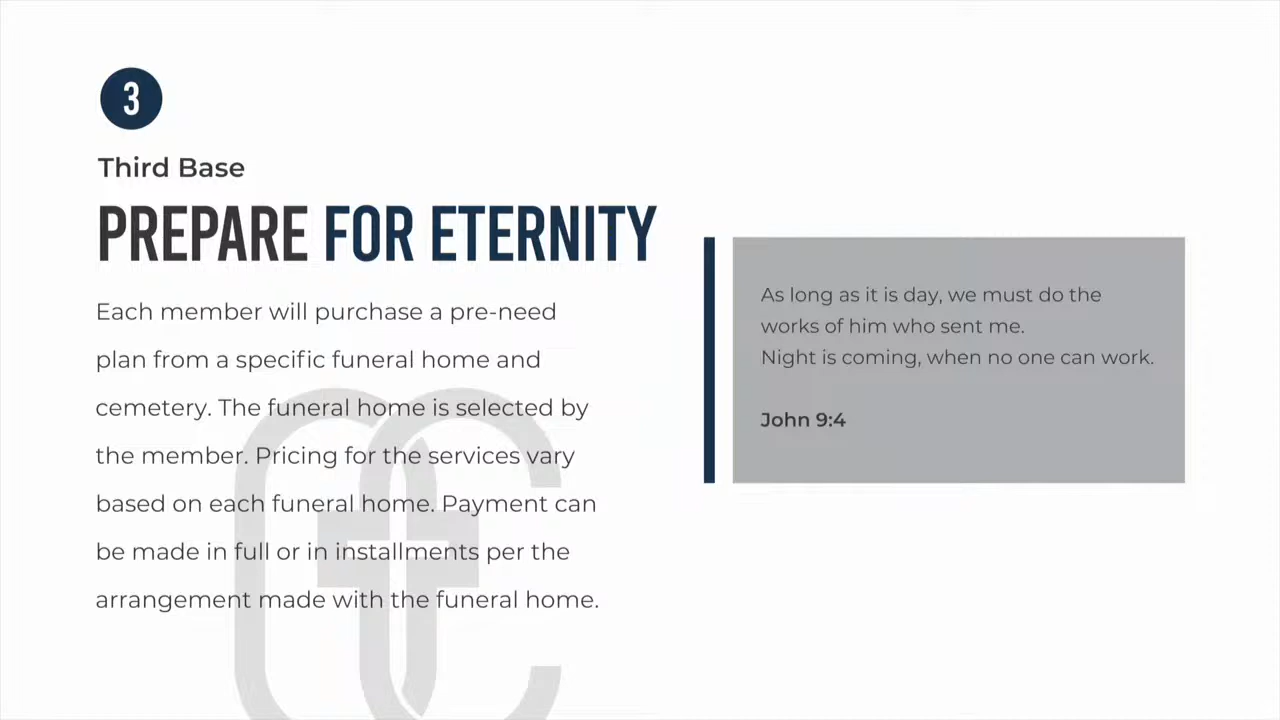 3
Third Base
PREPARE FOR ETERNITY
Each member will purchase a pre-need
plan from a specific funeral home and
cemetery. The funeral home is selected by
the member. Pricing for the services vary
based on each funeral home. Payment can
be made in full or in installments per the
arrangement made with the funeral home.
As long as it is day, we must do the
works of him who sent me.
Night is coming, when no one can work.
John 9:4